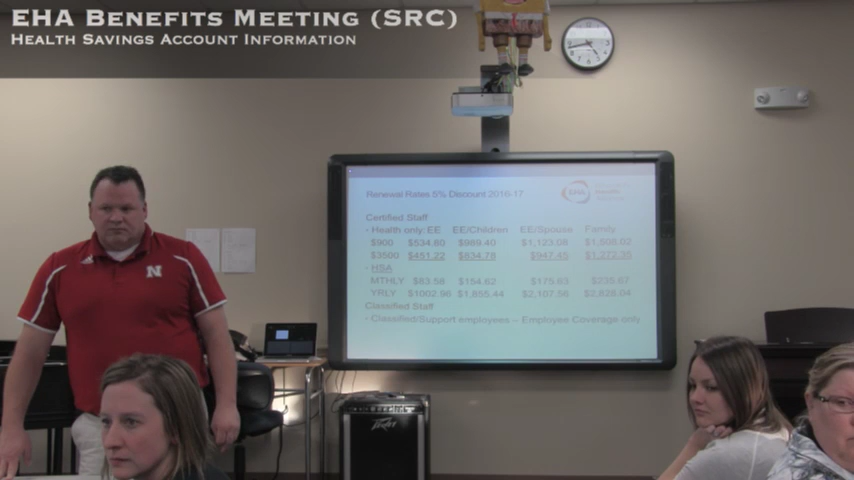 EHA BENEFITS MEETING (SRC)
HEALTH SAVINGS ACCOUNT INFORMATION
Renewal Rates 5% Discount 2016-17
EHA
Certified Staff
- Health only: EE EE/Children EE/Spouse Family
$900 $534.80 $989.40 $1,123.08 $1,508.02
$3500 $451.22 $834.78 $947.45 $1,272.35
- HSA
MTHLY $83.58 $154.62 $175.63 $235.67
YRLY $1002.96 $1,855.44 $2,107.56 $2,828.04
Classified Staff
- Classified/Support employees – Employee Coverage only
N
PEAVEY